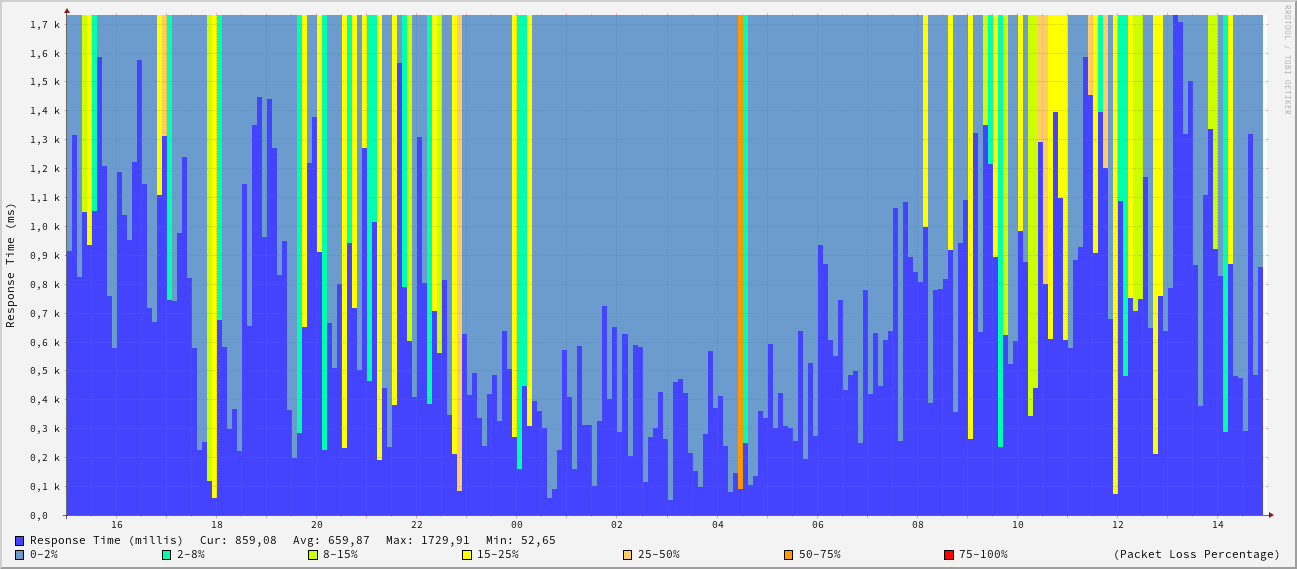 RRDTOOL / TOBI OETIKER
Response Time (ms)
1,7 k
1,6 k
1,5 k
1,4 k
1,3 k
1,2 k
1,1 k
1,0 k
0,9 k
0,8 k
0,7 k
0,6 k
0,5 k
0,4 k
0,3 k
0,2 k
0,1 k
0,0
16 18 20 22 00 02 04 06 08 10 12 14
Response Time (millis) Cur: 859,08 Avg: 659,87 Max: 1729,91 Min: 52,65
0-2% 2-8% 8-15% 15-25% 25-50% 50-75% 75-100% (Packet Loss Percentage)